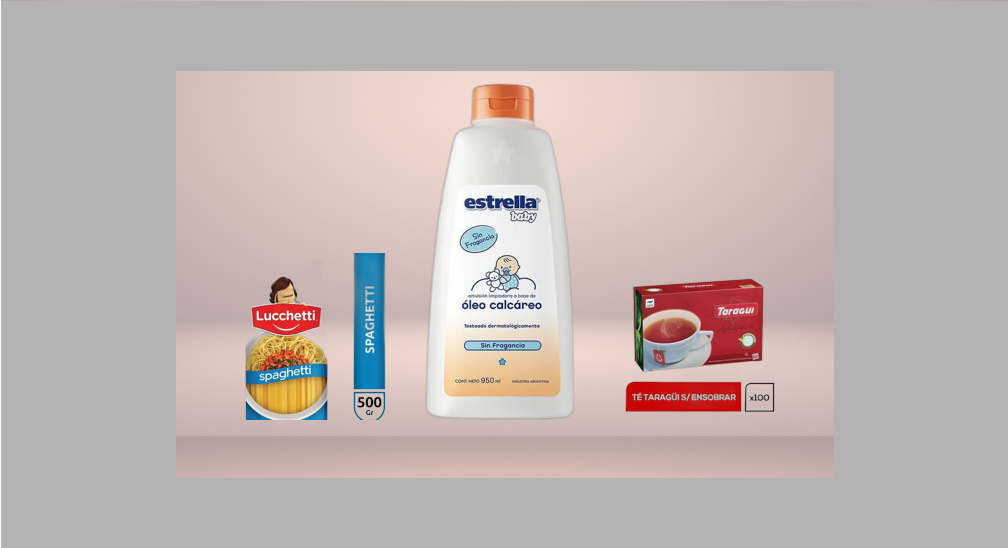 Lucchetti
spaghetti
SPAGHETTI
500
Gr
estrella
baby
Sin
Fragancia
emulsión limpiadora a base de
óleo calcáreo
Testeado dermatológicamente
Sin Fragancia
CONT. NETO 950 ml
INDUSTRIA ARGENTINA
Taragüi
TÉ TARAGÜI S/ ENSOBRAR
x100